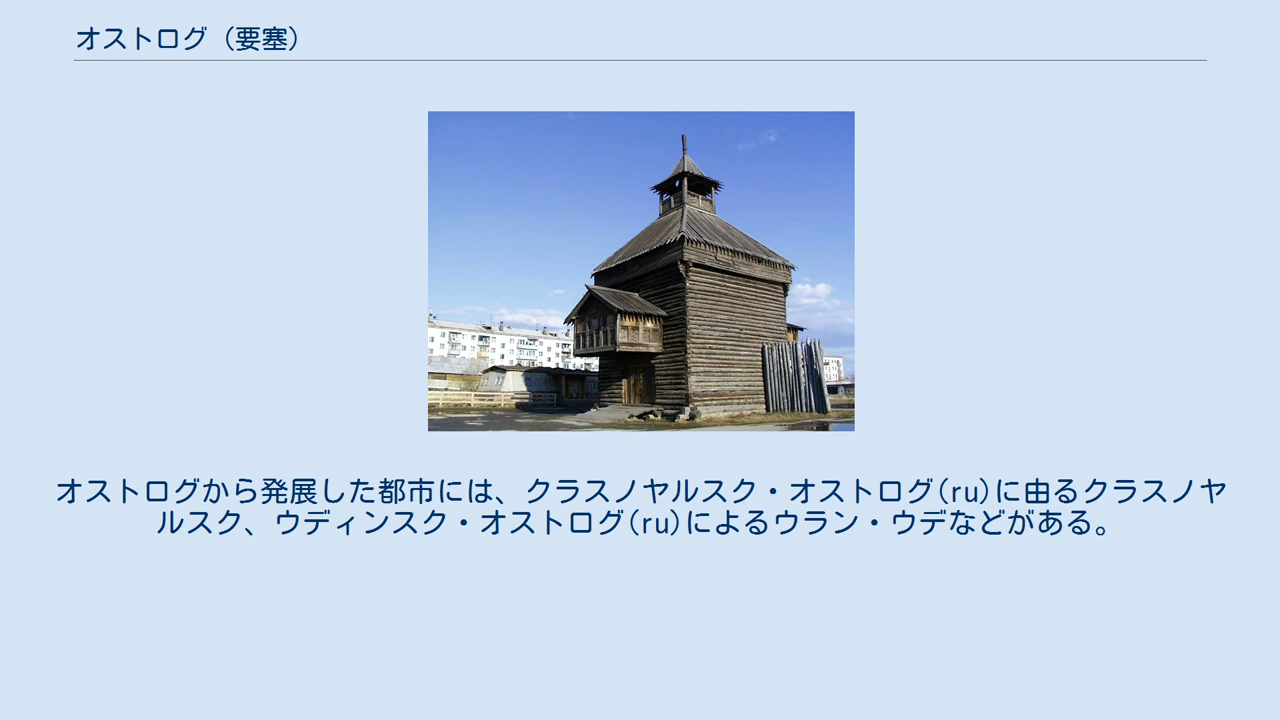 オストログ（要塞）
オストログから発展した都市には、クラスノヤルスク・オストログ(ru)に由るクラスノヤ
ルスク、ウディンスク・オストログ(ru)によるウラン・ウデなどがある。